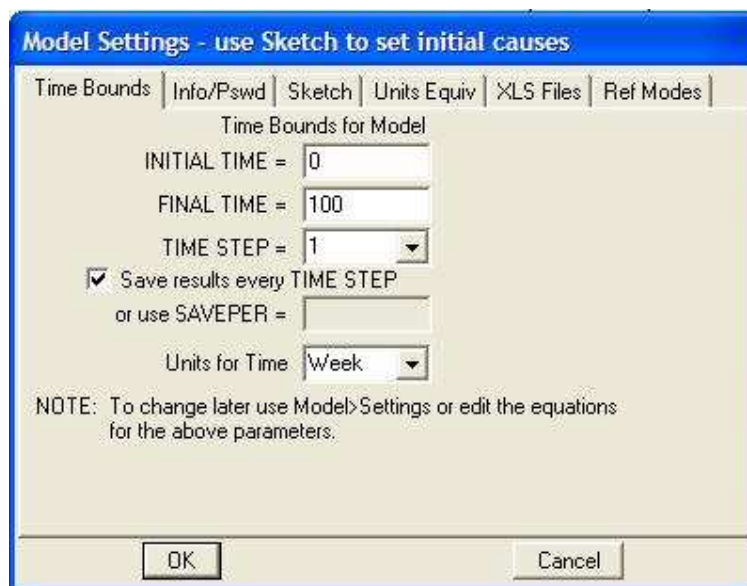 Model Settings - use Sketch to set initial causes
Time Bounds Info/Pswd Sketch Units Equiv XLS Files Ref Modes
Time Bounds for Model
INITIAL TIME = 0
FINAL TIME = 100
TIME STEP = 1
Save results every TIME STEP
or use SAVEPER =
Units for Time Week
NOTE: To change later use Model>Settings or edit the equations
for the above parameters.
OK Cancel